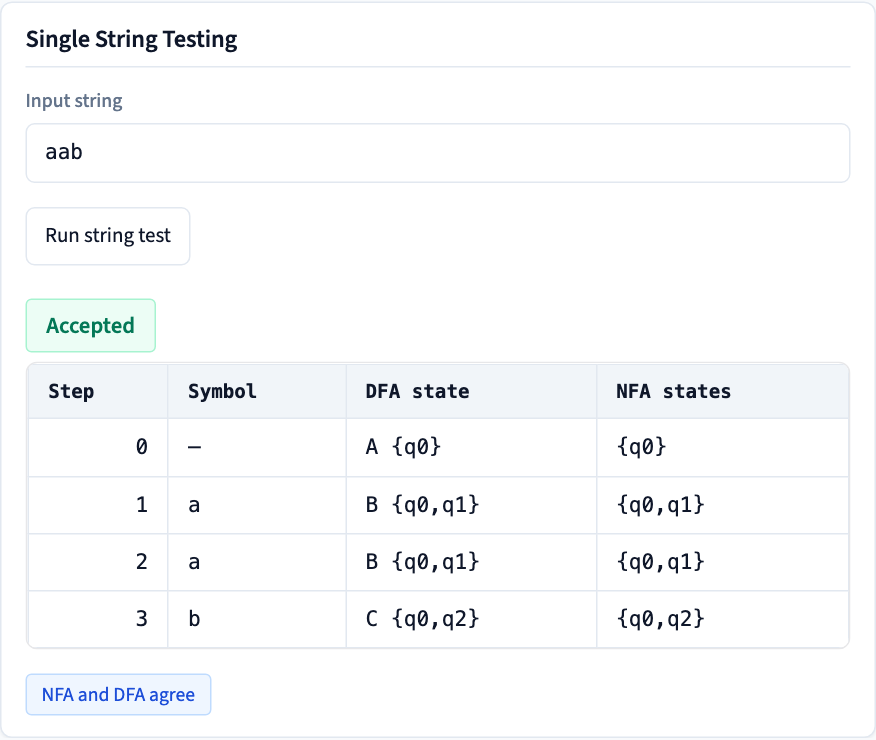 Single String Testing
Input string
aab
Run string test
Accepted
Step Symbol DFA state NFA states
0 — A {q0} {q0}
1 a B {q0,q1} {q0,q1}
2 a B {q0,q1} {q0,q1}
3 b C {q0,q2} {q0,q2}
NFA and DFA agree